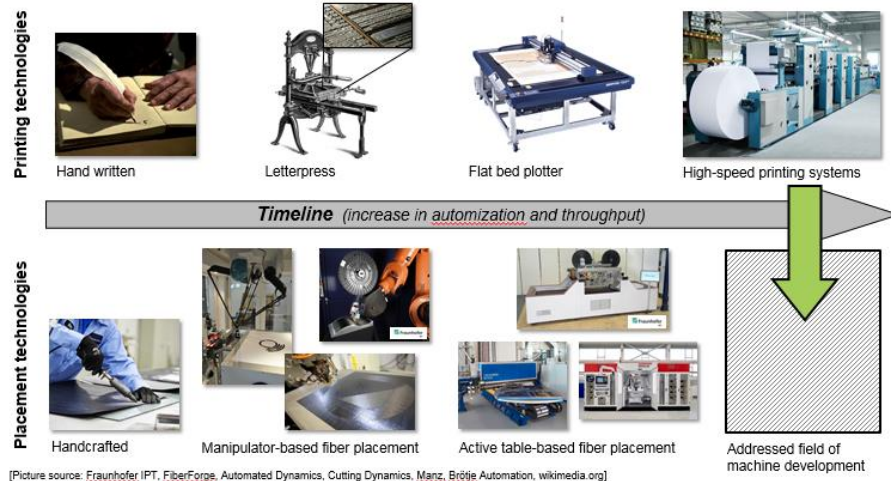 Printing technologies
Hand written
Letterpress
Flat bed plotter
High-speed printing systems
Timeline (increase in automization and throughput)
Placement technologies
Fraunhofer
Fraunhofer
Handcrafted
Manipulator-based fiber placement
Active table-based fiber placement
Addressed field of
machine development
[Picture source: Fraunhofer IPT, FiberForge, Automated Dynamics, Cutting Dynamics, Manz, Brötje Automation, wikimedia.org]